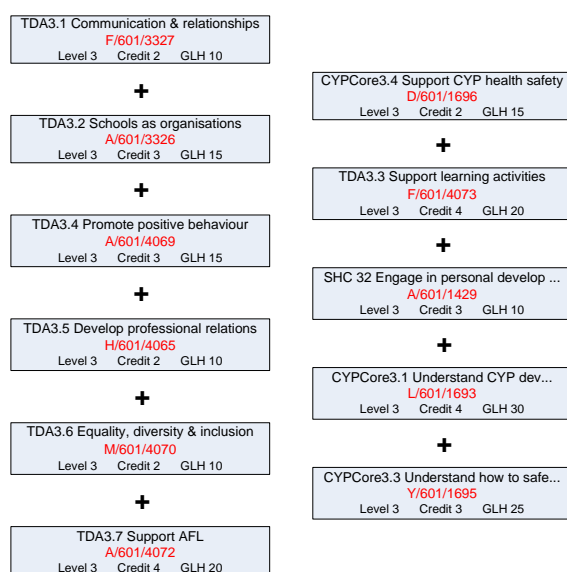 TDA3.1 Communication & relationships
F/601/3327
Level 3 Credit 2 GLH 10
+
TDA3.2 Schools as organisations
A/601/3326
Level 3 Credit 3 GLH 15
+
TDA3.4 Promote positive behaviour
A/601/4069
Level 3 Credit 3 GLH 15
+
TDA3.5 Develop professional relations
H/601/4065
Level 3 Credit 2 GLH 10
+
TDA3.6 Equality, diversity & inclusion
M/601/4070
Level 3 Credit 2 GLH 10
+
TDA3.7 Support AFL
A/601/4072
Level 3 Credit 4 GLH 20
CYPCore3.4 Support CYP health safety
D/601/1696
Level 3 Credit 2 GLH 15
+
TDA3.3 Support learning activities
F/601/4073
Level 3 Credit 4 GLH 20
+
SHC 32 Engage in personal develop ...
A/601/1429
Level 3 Credit 3 GLH 10
+
CYPCore3.1 Understand CYP dev...
L/601/1693
Level 3 Credit 4 GLH 30
+
CYPCore3.3 Understand how to safe...
Y/601/1695
Level 3 Credit 3 GLH 25